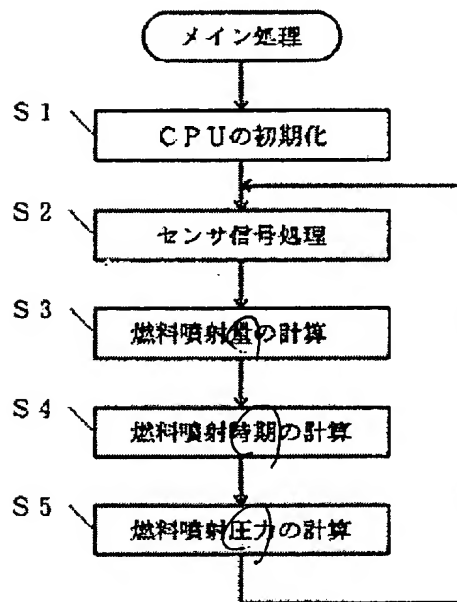 メイン処理
S1
CPUの初期化
S2
センサ信号処理
S3
燃料噴射量の計算
S4
燃料噴射時期の計算
S5
燃料噴射圧力の計算